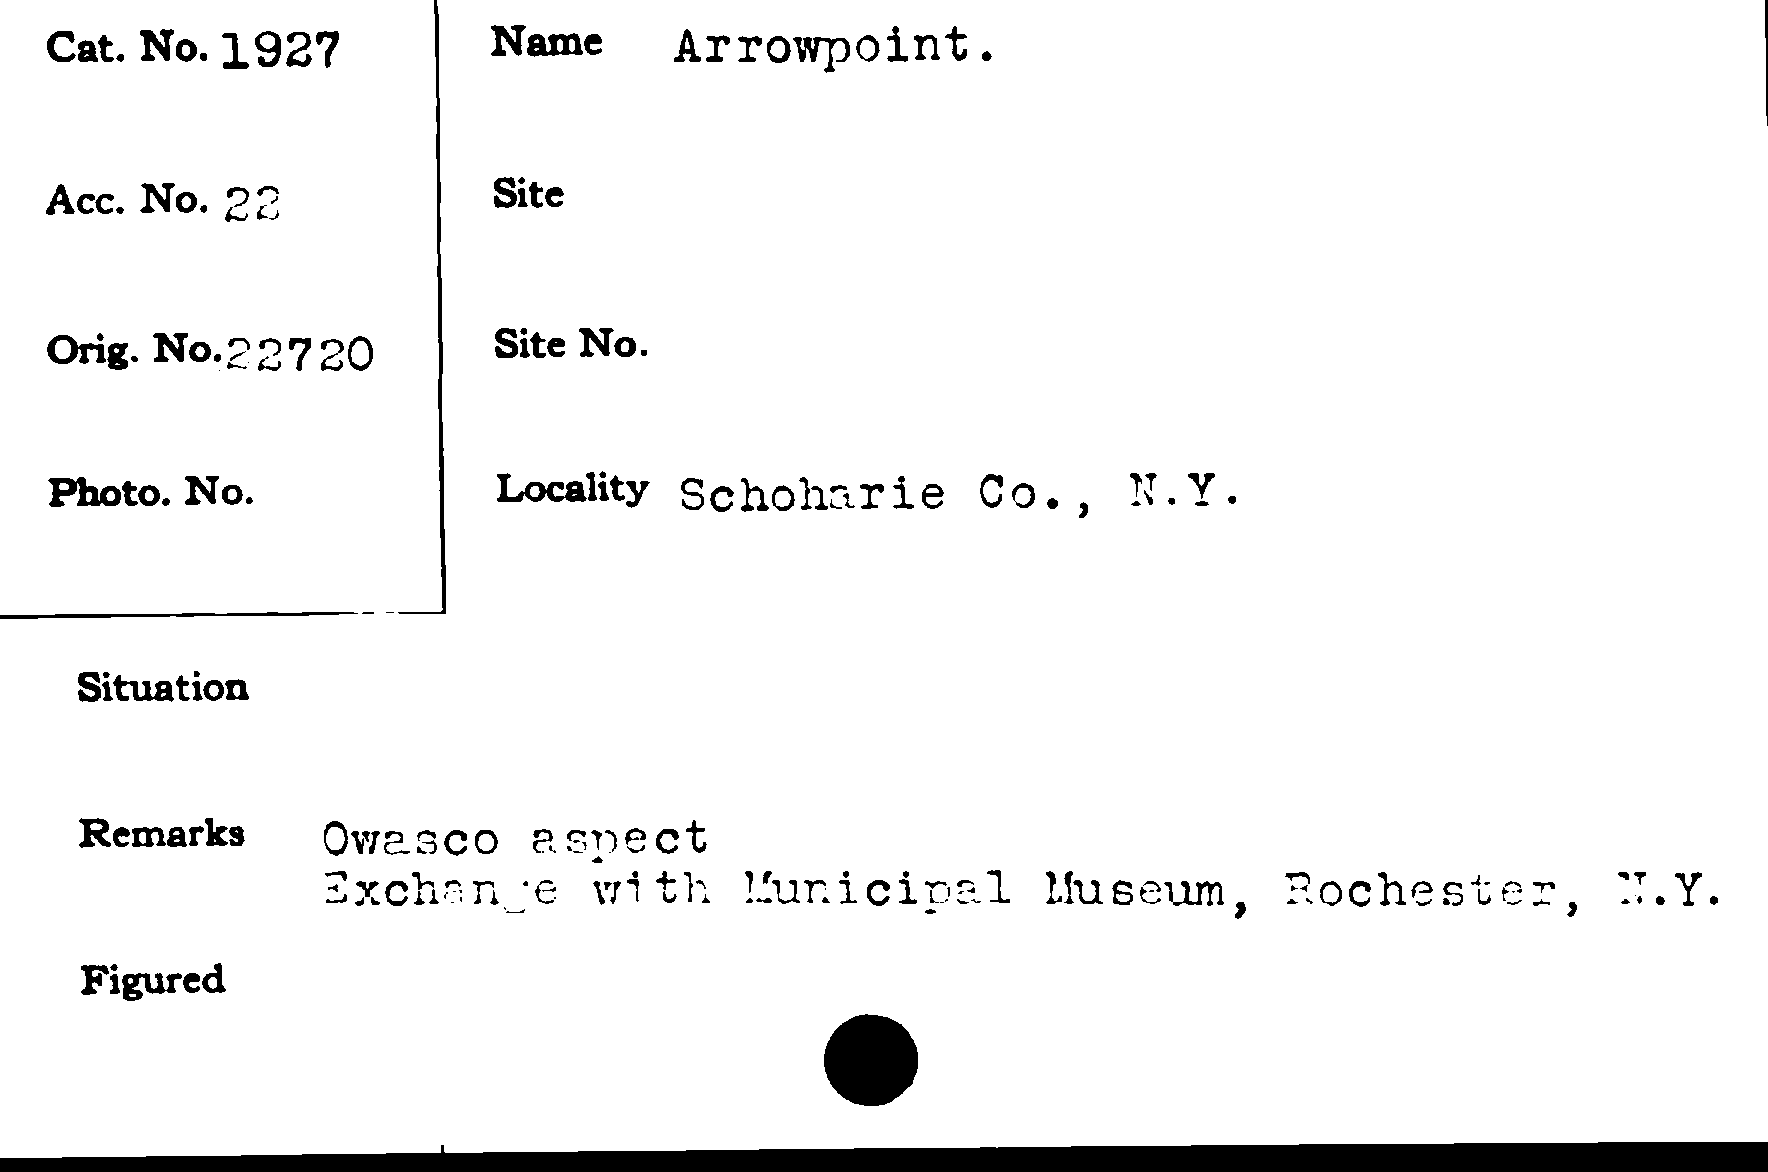 Cat. No. 1927
Name Arrowpoint.
Acc. No. 22
Site
Orig. No. 22720
Site No.
Photo. No.
Locality Schoharie Co., N.Y.
Situation
Remarks Owasco aspect
Exchange with Municipal Museum, Rochester, N.Y.
Figured